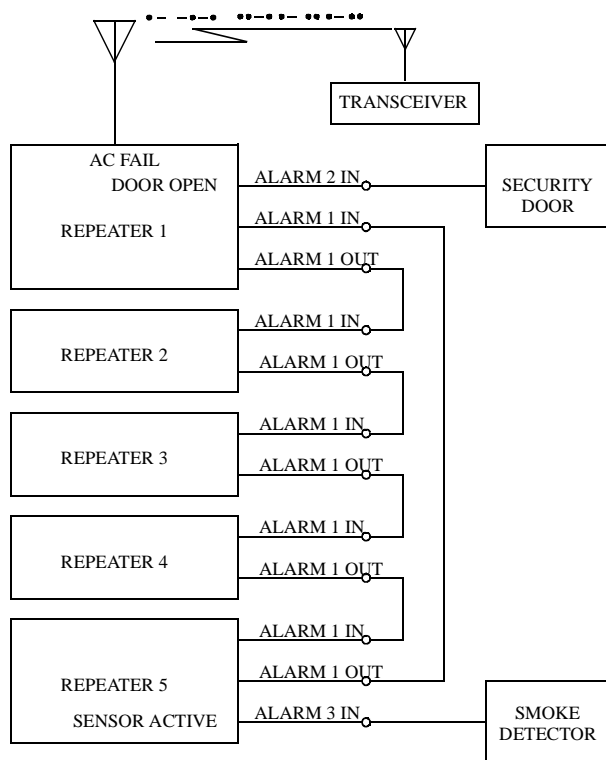 TRANSCEIVER
AC FAIL
DOOR OPEN
ALARM 2 IN
SECURITY
DOOR
REPEATER 1
ALARM 1 IN
ALARM 1 OUT
ALARM 1 IN
REPEATER 2
ALARM 1 OUT
ALARM 1 IN
REPEATER 3
ALARM 1 OUT
ALARM 1 IN
REPEATER 4
ALARM 1 OUT
ALARM 1 IN
REPEATER 5
ALARM 1 OUT
SENSOR ACTIVE
ALARM 3 IN
SMOKE
DETECTOR